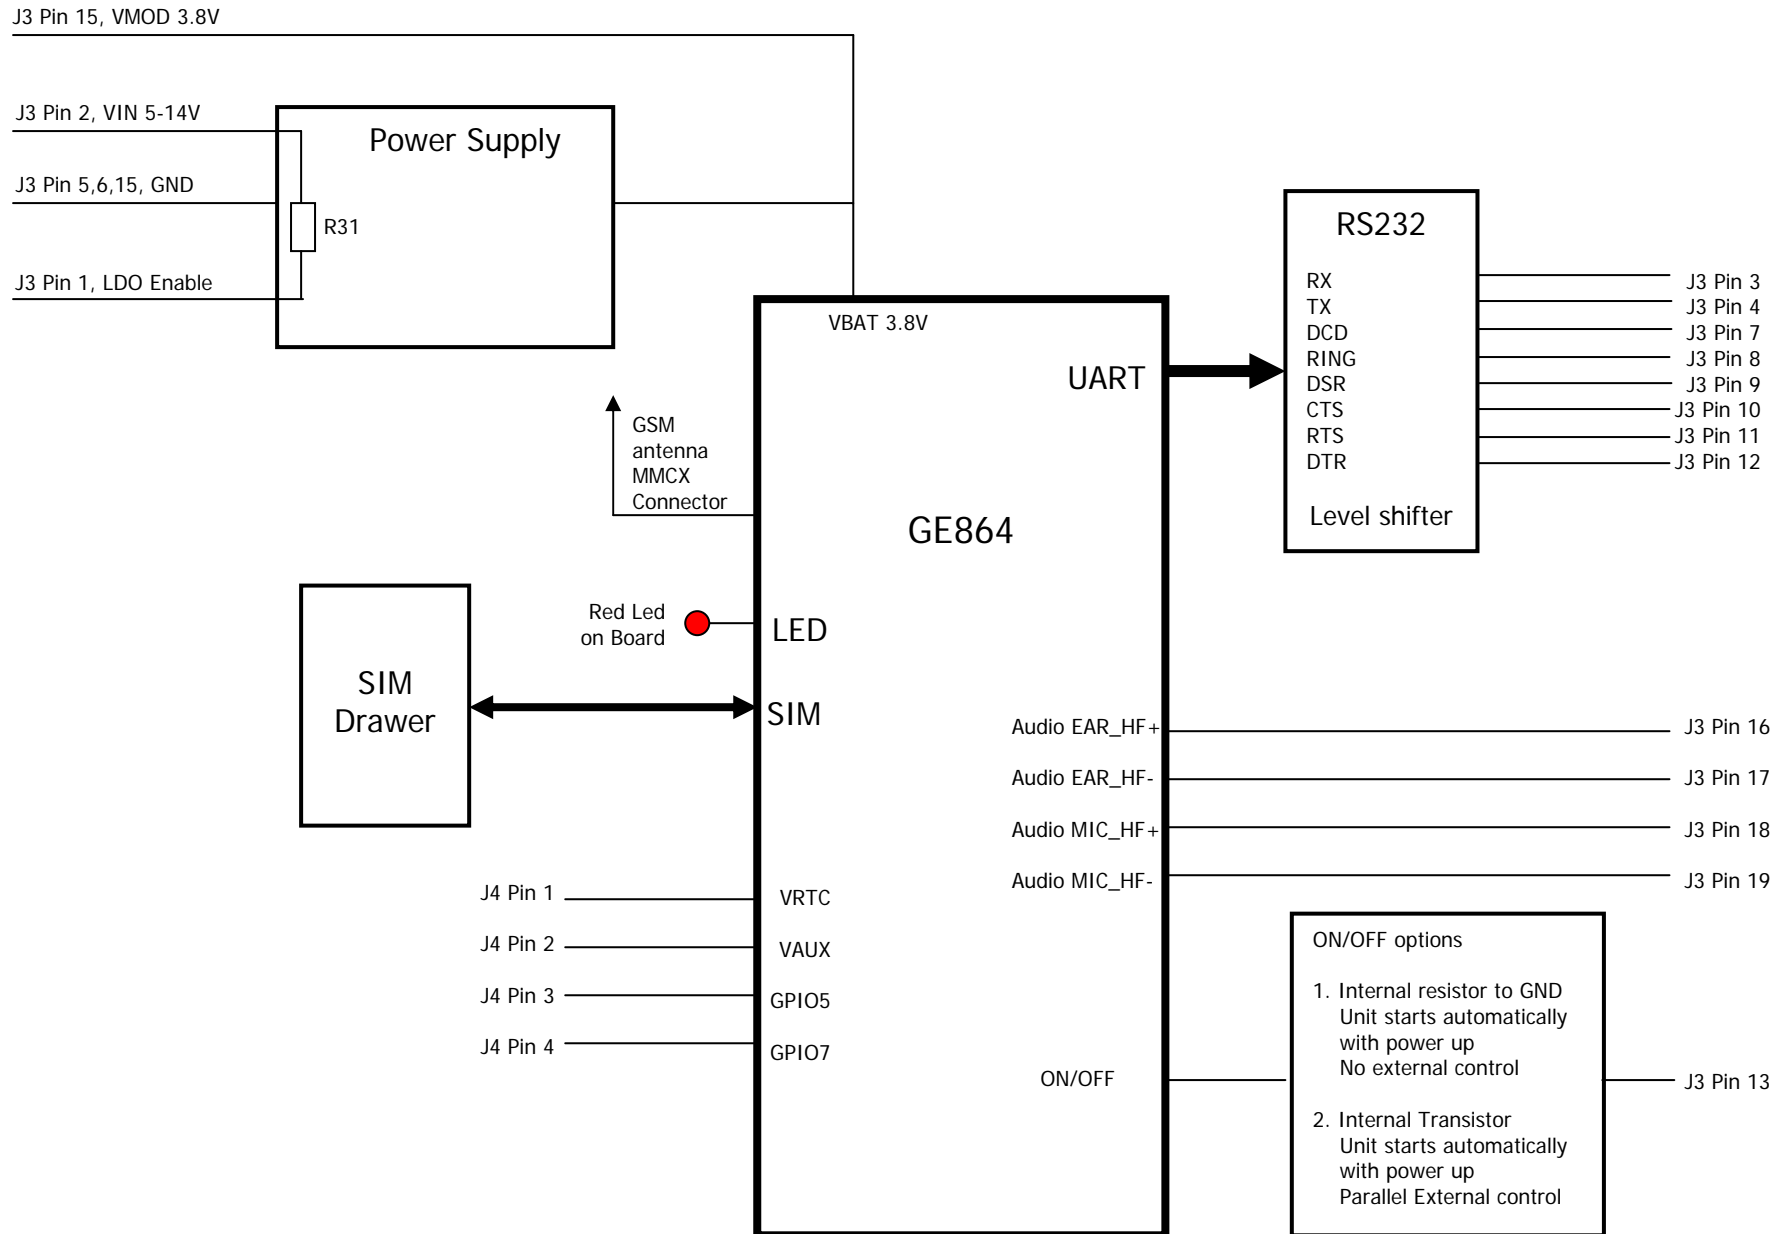 J3 Pin 15, VMOD 3.8V
J3 Pin 2, VIN 5-14V
Power Supply
J3 Pin 5,6,15, GND
R31
J3 Pin 1, LDO Enable
RS232
RX
TX
DCD
RING
DSR
CTS
RTS
DTR
Level shifter
J3 Pin 3
J3 Pin 4
J3 Pin 7
J3 Pin 8
J3 Pin 9
J3 Pin 10
J3 Pin 11
J3 Pin 12
VBAT 3.8V
UART
GSM
antenna
MMCX
Connector
GE864
Red Led
on Board
LED
SIM
Drawer
SIM
Audio EAR_HF+
J3 Pin 16
Audio EAR_HF-
J3 Pin 17
Audio MIC_HF+
J3 Pin 18
Audio MIC_HF-
J3 Pin 19
J4 Pin 1
VRTC
J4 Pin 2
VAUX
J4 Pin 3
GPIO5
J4 Pin 4
GPIO7
ON/OFF
ON/OFF options
1. Internal resistor to GND
Unit starts automatically
with power up
No external control
2. Internal Transistor
Unit starts automatically
with power up
Parallel External control
J3 Pin 13